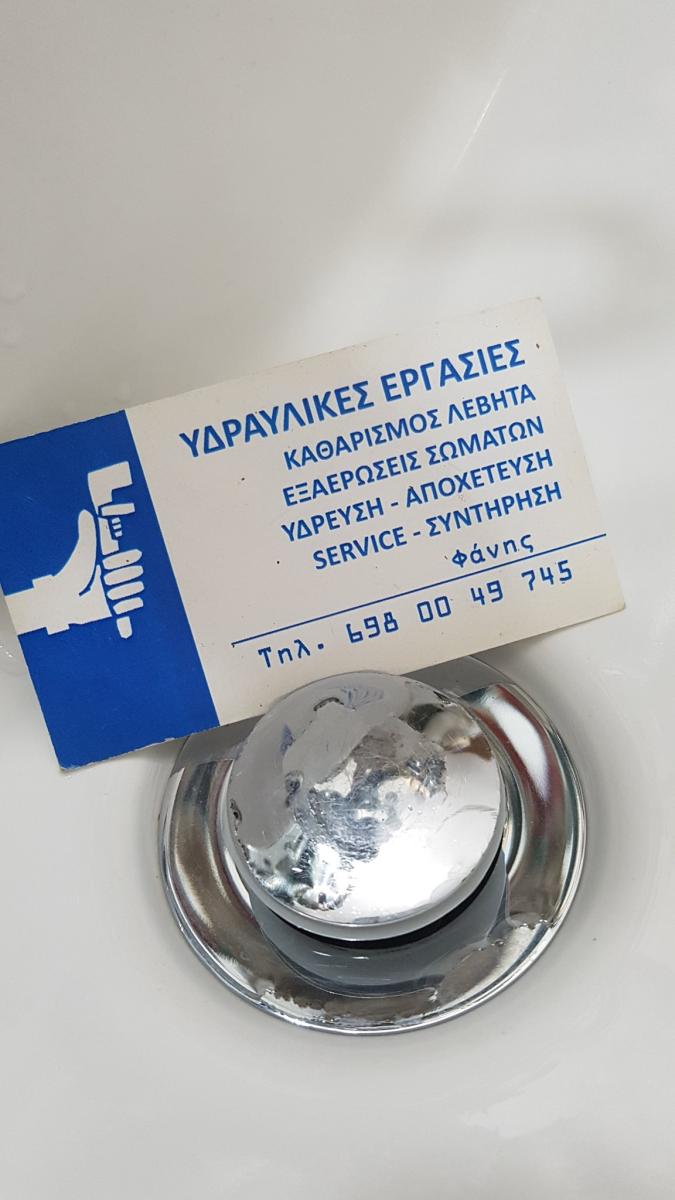 ΥΔΡΑΥΛΙΚΕΣ ΕΡΓΑΣΙΕΣ
ΚΑΘΑΡΙΣΜΟΣ ΛΕΒΗΤΑ
ΕΞΑΕΡΩΣΕΙΣ ΣΩΜΑΤΩΝ
ΥΔΡΕΥΣΗ - ΑΠΟΧΕΤΕΥΣΗ
SERVICE - ΣΥΝΤΗΡΗΣΗ
Φάνης
Τηλ. 698 00 49 745